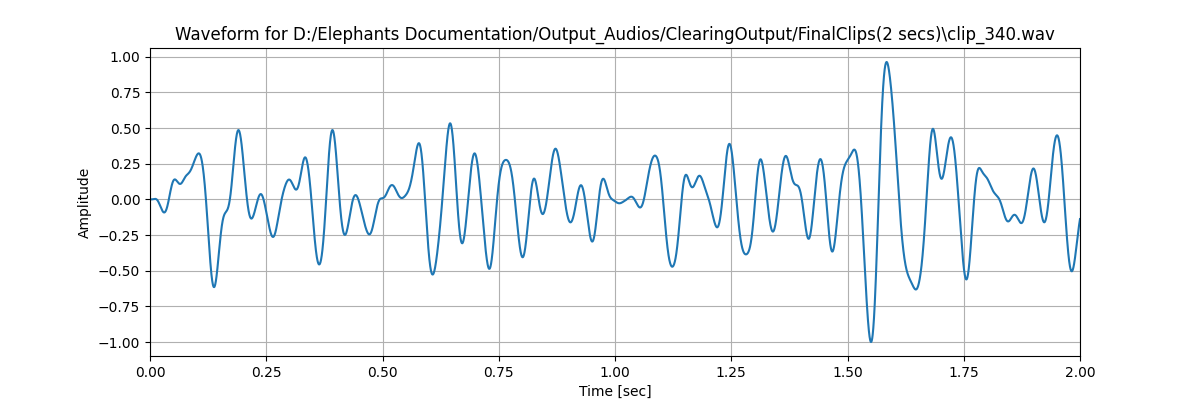 Waveform for D:/Elephants Documentation/Output_Audios/ClearingOutput/FinalClips(2 secs)\clip_340.wav
1.00
0.75
0.50
0.25
0.00
−0.25
−0.50
−0.75
−1.00
Amplitude
0.00 0.25 0.50 0.75 1.00 1.25 1.50 1.75 2.00
Time [sec]